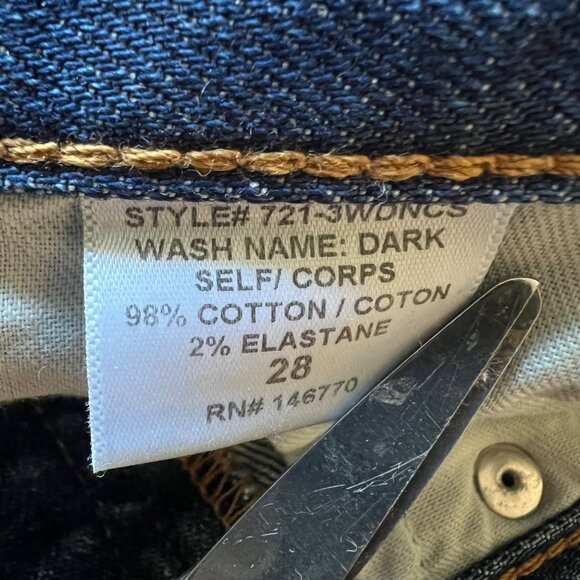 STYLE# 721-3WDNCS
WASH NAME: DARK
SELF/ CORPS
98% COTTON / COTON
2% ELASTANE
28
RN# 146770